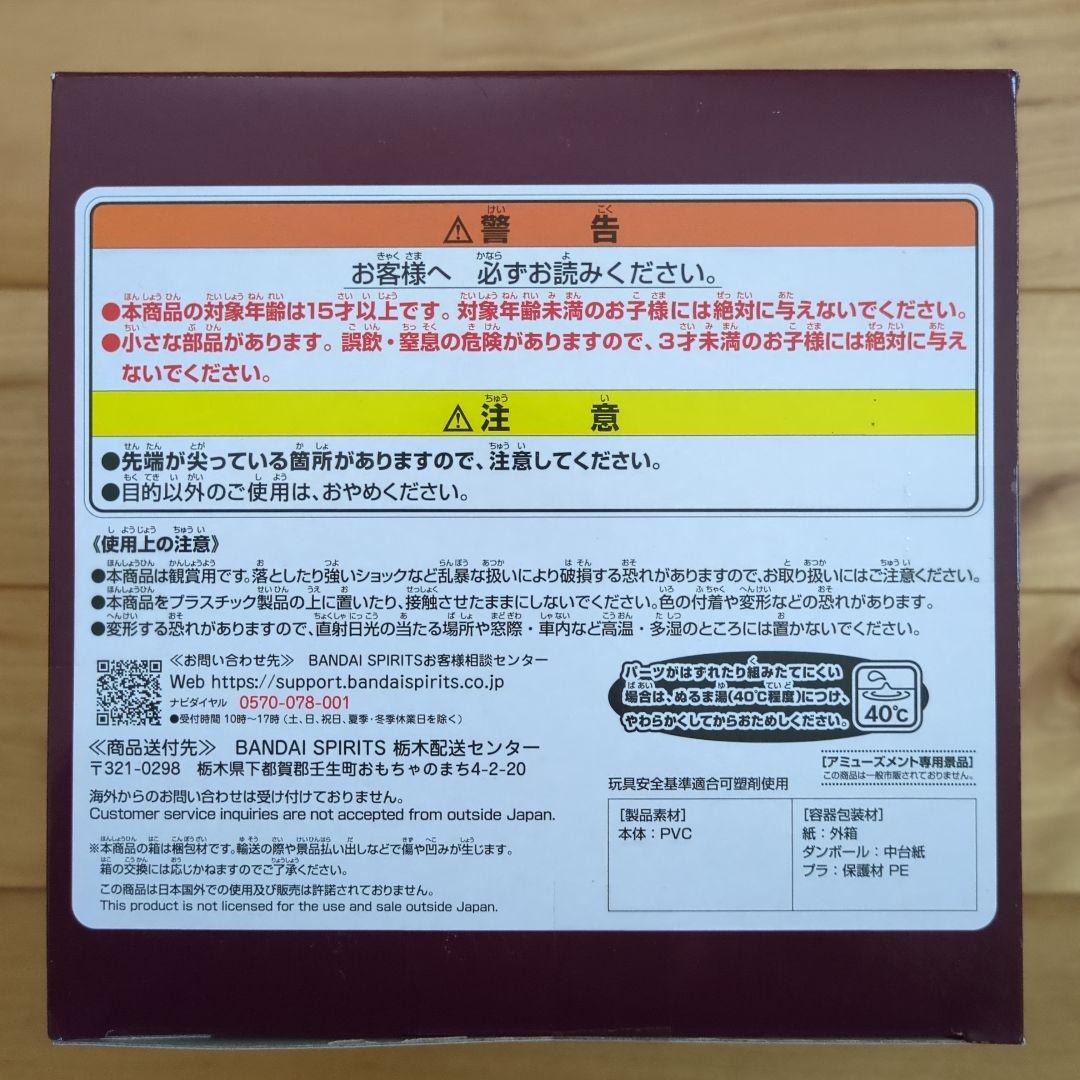 ⚠警 告
お客様へ 必ずお読みください。
●本商品の対象年齢は15才以上です。対象年齢未満のお子様には絶対に与えないでください。
●小さな部品があります。誤飲・窒息の危険がありますので、3才未満のお子様には絶対に与え
ないでください。
⚠注 意
●先端が尖っている箇所がありますので、注意してください。
●目的以外のご使用は、おやめください。
《使用上の注意》
●本商品は観賞用です。落としたり強いショックなど乱暴な扱いにより破損する恐れがありますので、お取り扱いにはご注意ください。
●本商品をプラスチック製品の上に置いたり、接触させたままにしないでください。色の付着や変形などの恐れがあります。
●変形する恐れがありますので、直射日光の当たる場所や窓際・車内など高温・多湿のところには置かないでください。
≪お問い合わせ先≫ BANDAI SPIRITSお客様相談センター
Web https://support.bandaispirits.co.jp
ナビダイヤル 0570-078-001
●受付時間 10時〜17時（土、日、祝日、夏季・冬季休業日を除く）
パーツがはずれたり組みたてにくい
場合は、ぬるま湯(40℃程度)につけ、
やわらかくしてからおためしください。
40℃
≪商品送付先≫ BANDAI SPIRITS 栃木配送センター
〒321-0298 栃木県下都賀郡壬生町おもちゃのまち4-2-20
海外からのお問い合わせは受け付けておりません。
Customer service inquiries are not accepted from outside Japan.
※本商品の箱は梱包材です。輸送の際や景品払い出しなどで傷や凹みが生じます。
箱の交換には応じかねますのでご了承ください。
この商品は日本国外での使用及び販売は許諾されておりません。
This product is not licensed for the use and sale outside Japan.
[アミューズメント専用景品]
この商品は一般市販されておりません。
玩具安全基準適合可塑剤使用
[製品素材]
本体：PVC
[容器包装材]
紙：外箱
ダンボール：中台紙
プラ：保護材 PE